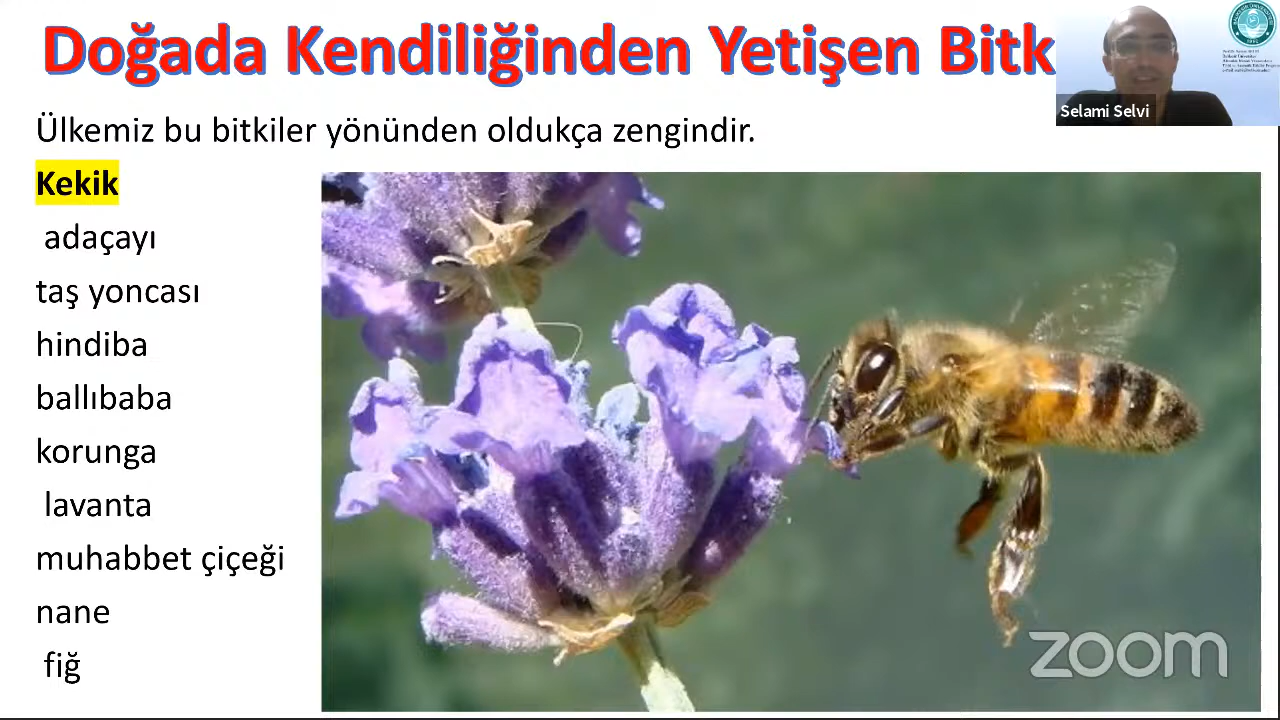 Doğada Kendiliğinden Yetişen Bitk
Selami Selvi
Ülkemiz bu bitkiler yönünden oldukça zengindir.
Kekik
adaçayı
taş yoncası
hindiba
ballıbaba
korunga
lavanta
muhabbet çiçeği
nane
fiğ
zoom